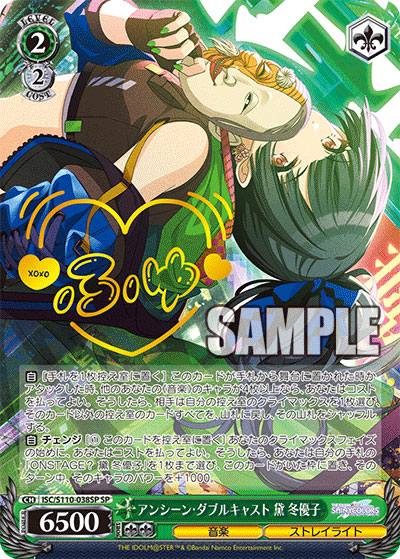 LEVEL
2
2
COST
xoxo
ふゆ
SAMPLE
自 [手札を1枚控え室に置く] このカードが手札から舞台に置かれた時か
アタックした時、他のあなたの《音楽》のキャラが4枚以上なら、あなたはコスト
を払ってよい。そうしたら、相手は自分の控え室のクライマックスを1枚選び、
そのカード以外の控え室のカードすべてを、山札に戻し、その山札をシャッフル
する。
自 チェンジ [① このカードを控え室に置く] あなたのクライマックスフェイズ
の始めに、あなたはコストを払ってよい。そうしたら、あなたは自分の手札の
「ONSTAGE? 黛 冬優子」を1枚まで選び、このカードがいた枠に置き、その
ターン中、そのキャラのパワーを+1000。
CH ISC/S110-038SP SP
アンシーン・ダブルキャスト 黛 冬優子
POWER
6500
SOUL
音楽
ストレイライト
SHINYCOLORS
THE IDOLM@STER™& ©Bandai Namco Entertainment Inc.